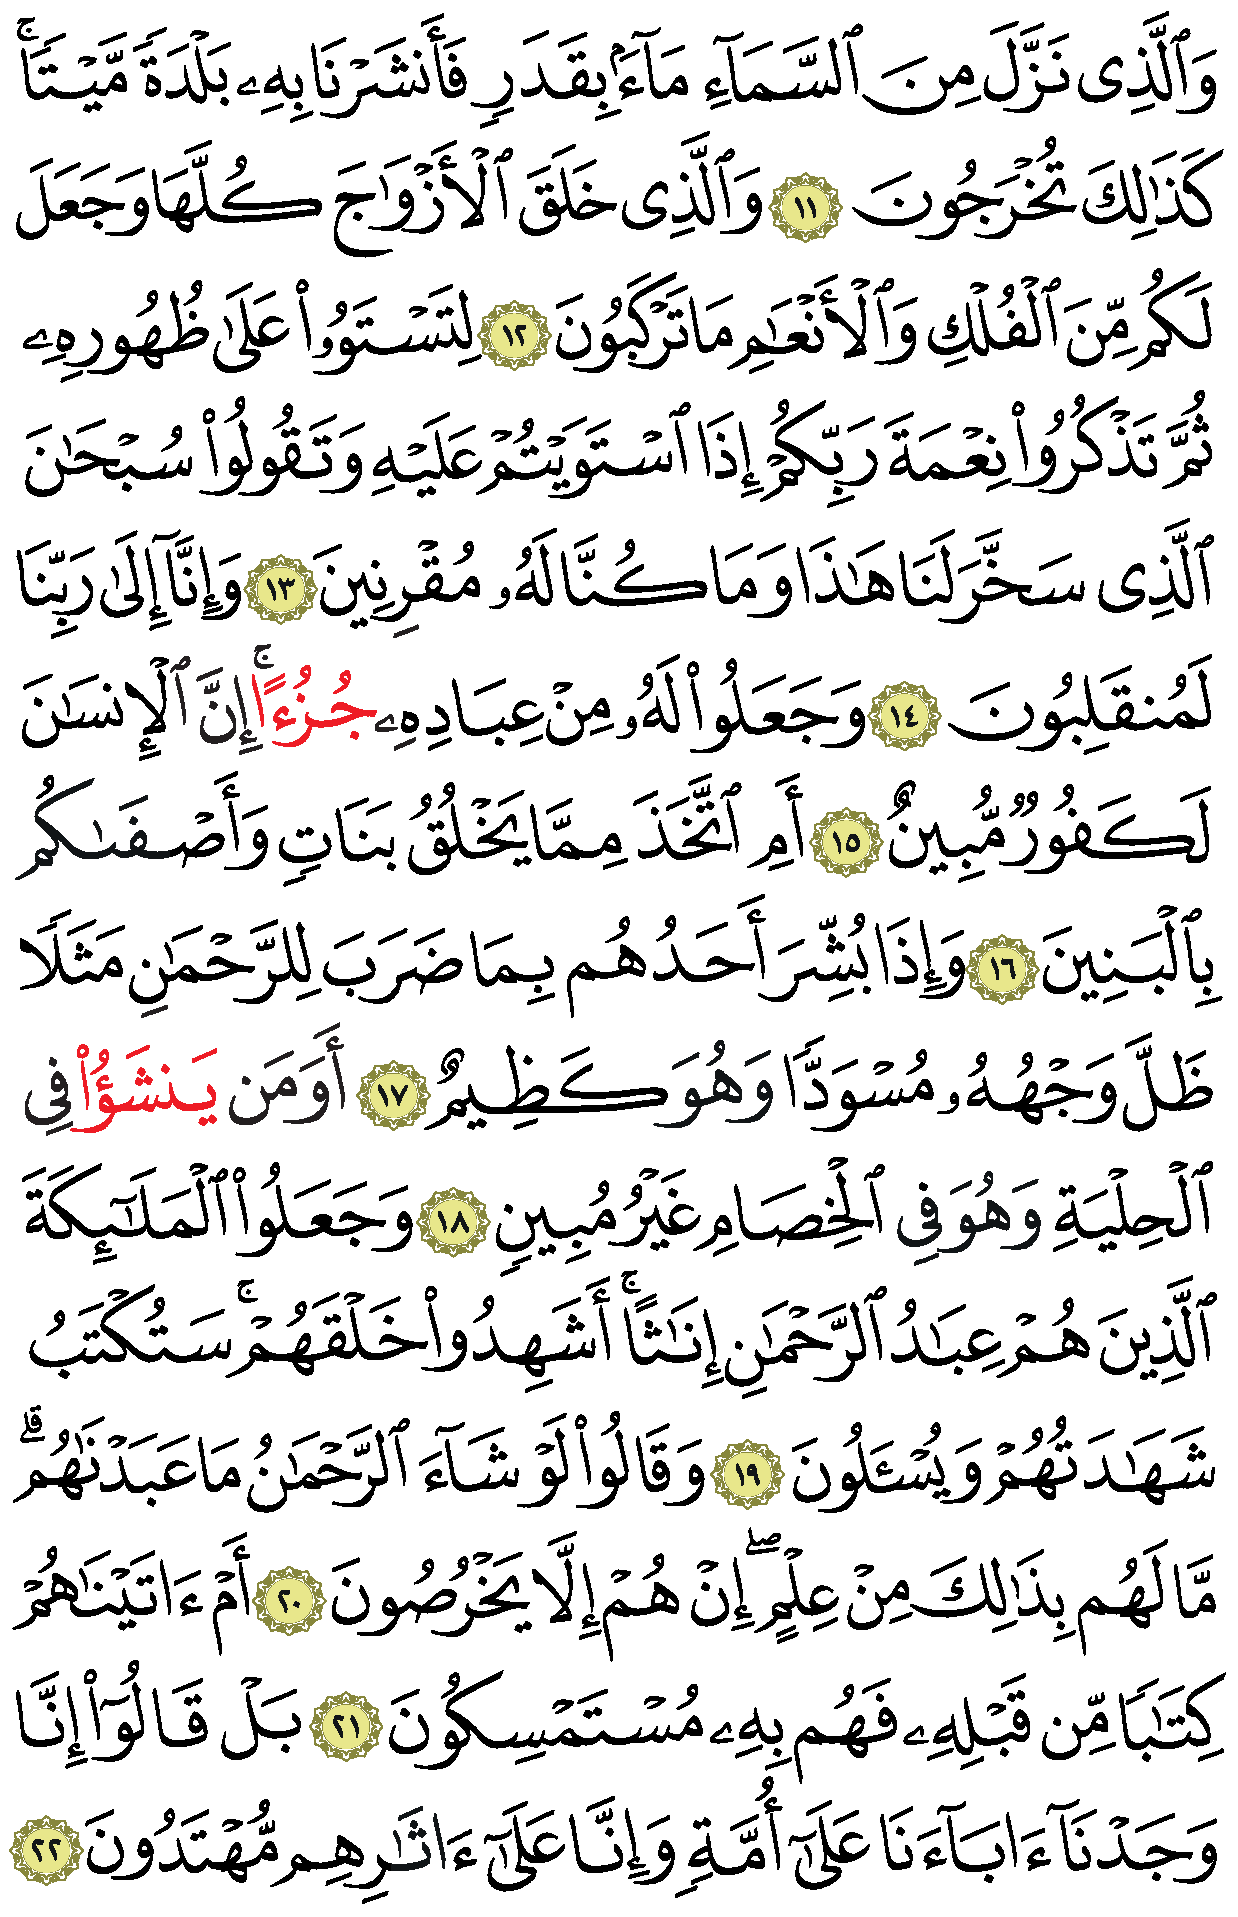 وَٱلَّذِى نَزَّلَ مِنَ ٱلسَّمَآءِ مَآءَۢ بِقَدَرٍ فَأَنشَرْنَا بِهِۦ بَلْدَةً مَّيْتًاۚ
كَذَٰلِكَ تُخْرَجُونَ ١١ وَٱلَّذِى خَلَقَ ٱلْأَزْوَٰجَ كُلَّهَا وَجَعَلَ
لَكُم مِّنَ ٱلْفُلْكِ وَٱلْأَنْعَٰمِ مَا تَرْكَبُونَ ١٢ لِتَسْتَوُۥا۟ عَلَىٰ ظُهُورِهِۦ
ثُمَّ تَذْكُرُوا۟ نِعْمَةَ رَبِّكُمْ إِذَا ٱسْتَوَيْتُمْ عَلَيْهِ وَتَقُولُوا۟ سُبْحَٰنَ
ٱلَّذِى سَخَّرَ لَنَا هَٰذَا وَمَا كُنَّا لَهُۥ مُقْرِنِينَ ١٣ وَإِنَّآ إِلَىٰ رَبِّنَا
لَمُنقَلِبُونَ ١٤ وَجَعَلُوا۟ لَهُۥ مِنْ عِبَادِهِۦ جُزُءًاۚ إِنَّ ٱلْإِنسَٰنَ
لَكَفُورٌ مُّبِينٌ ١٥ أَمِ ٱتَّخَذَ مِمَّا يَخْلُقُ بَنَاتٍ وَأَصْفَىٰكُم
بِٱلْبَنِينَ ١٦ وَإِذَا بُشِّرَ أَحَدُهُم بِمَا ضَرَبَ لِلرَّحْمَٰنِ مَثَلًا
ظَلَّ وَجْهُهُۥ مُسْوَدًّا وَهُوَ كَظِيمٌ ١٧ أَوَمَن يَنشَؤُا۟ فِى
ٱلْحِلْيَةِ وَهُوَ فِى ٱلْخِصَامِ غَيْرُ مُبِينٍ ١٨ وَجَعَلُوا۟ ٱلْمَلَٰٓئِكَةَ
ٱلَّذِينَ هُمْ عِبَٰدُ ٱلرَّحْمَٰنِ إِنَٰثًاۚ أَشَهِدُوا۟ خَلْقَهُمْۚ سَتُكْتَبُ
شَهَٰدَتُهُمْ وَيُسْـَٔلُونَ ١٩ وَقَالُوا۟ لَوْ شَآءَ ٱلرَّحْمَٰنُ مَا عَبَدْنَٰهُمۗ
مَّا لَهُم بِذَٰلِكَ مِنْ عِلْمٍۖ إِنْ هُمْ إِلَّا يَخْرُصُونَ ٢٠ أَمْ ءَاتَيْنَٰهُمْ
كِتَٰبًا مِّن قَبْلِهِۦ فَهُم بِهِۦ مُسْتَمْسِكُونَ ٢١ بَلْ قَالُوٓا۟ إِنَّا
وَجَدْنَآ ءَابَآءَنَا عَلَىٰٓ أُمَّةٍ وَإِنَّا عَلَىٰٓ ءَاثَٰرِهِم مُّهْتَدُونَ ٢٢